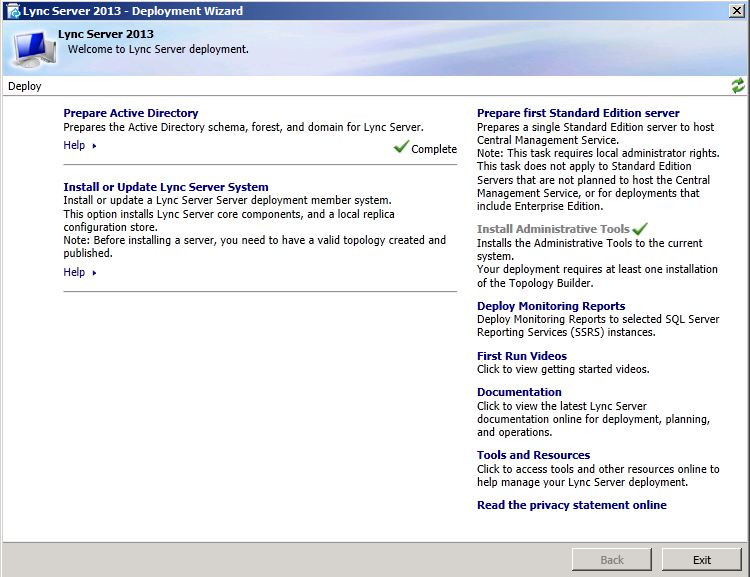 Lync Server 2013 - Deployment Wizard
Lync Server 2013
Welcome to Lync Server deployment.
Deploy
Prepare Active Directory
Prepares the Active Directory schema, forest, and domain for Lync Server.
Help
Complete
Install or Update Lync Server System
Install or update a Lync Server Server deployment member system.
This option installs Lync Server core components, and a local replica
configuration store.
Note: Before installing a server, you need to have a valid topology created and
published.
Help
Prepare first Standard Edition server
Prepares a single Standard Edition server to host
Central Management Service.
Note: This task requires local administrator rights.
This task does not apply to Standard Edition
Servers that are not planned to host the Central
Management Service, or for deployments that
include Enterprise Edition.
Install Administrative Tools
Installs the Administrative Tools to the current
system.
Your deployment requires at least one installation
of the Topology Builder.
Deploy Monitoring Reports
Deploy Monitoring Reports to selected SQL Server
Reporting Services (SSRS) instances.
First Run Videos
Click to view getting started videos.
Documentation
Click to view the latest Lync Server
documentation online for deployment, planning,
and operations.
Tools and Resources
Click to access tools and other resources online to
help manage your Lync Server deployment.
Read the privacy statement online
Back
Exit